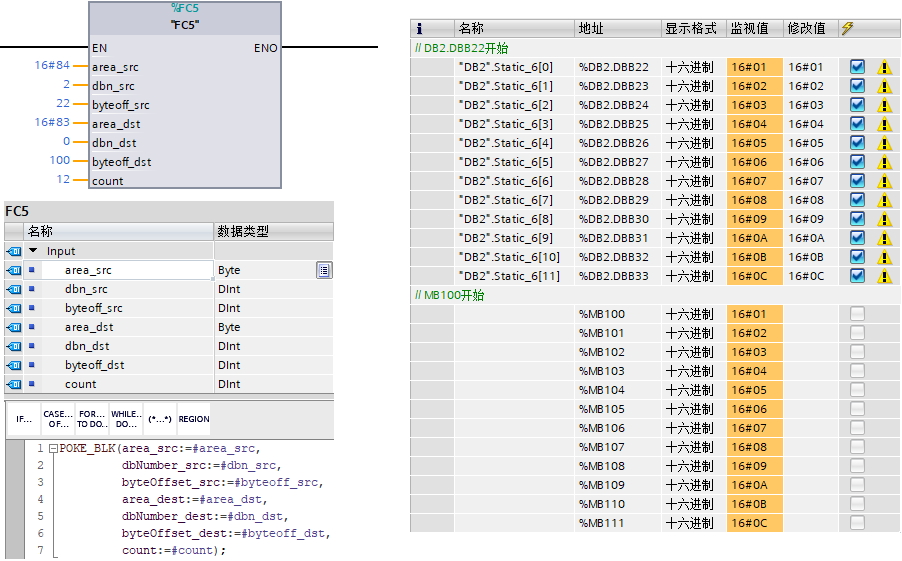 %FC5
"FC5"
EN ENO
16#84 area_src
2 dbn_src
22 byteoff_src
16#83 area_dst
0 dbn_dst
100 byteoff_dst
12 count
FC5
名称 数据类型
Input
area_src Byte
dbn_src DInt
byteoff_src DInt
area_dst Byte
dbn_dst DInt
byteoff_dst DInt
count DInt
IF... CASE... OF... FOR... TO DO... WHILE... DO... (*...*) REGION
1 POKE_BLK(area_src:=#area_src,
2 dbNumber_src:=#dbn_src,
3 byteOffset_src:=#byteoff_src,
4 area_dest:=#area_dst,
5 dbNumber_dest:=#dbn_dst,
6 byteOffset_dest:=#byteoff_dst,
7 count:=#count);
i 名称 地址 显示格式 监视值 修改值
// DB2.DBB22开始
"DB2".Static_6[0] %DB2.DBB22 十六进制 16#01 16#01
"DB2".Static_6[1] %DB2.DBB23 十六进制 16#02 16#02
"DB2".Static_6[2] %DB2.DBB24 十六进制 16#03 16#03
"DB2".Static_6[3] %DB2.DBB25 十六进制 16#04 16#04
"DB2".Static_6[4] %DB2.DBB26 十六进制 16#05 16#05
"DB2".Static_6[5] %DB2.DBB27 十六进制 16#06 16#06
"DB2".Static_6[6] %DB2.DBB28 十六进制 16#07 16#07
"DB2".Static_6[7] %DB2.DBB29 十六进制 16#08 16#08
"DB2".Static_6[8] %DB2.DBB30 十六进制 16#09 16#09
"DB2".Static_6[9] %DB2.DBB31 十六进制 16#0A 16#0A
"DB2".Static_6[10] %DB2.DBB32 十六进制 16#0B 16#0B
"DB2".Static_6[11] %DB2.DBB33 十六进制 16#0C 16#0C
// MB100开始
%MB100 十六进制 16#01
%MB101 十六进制 16#02
%MB102 十六进制 16#03
%MB103 十六进制 16#04
%MB104 十六进制 16#05
%MB105 十六进制 16#06
%MB106 十六进制 16#07
%MB107 十六进制 16#08
%MB108 十六进制 16#09
%MB109 十六进制 16#0A
%MB110 十六进制 16#0B
%MB111 十六进制 16#0C